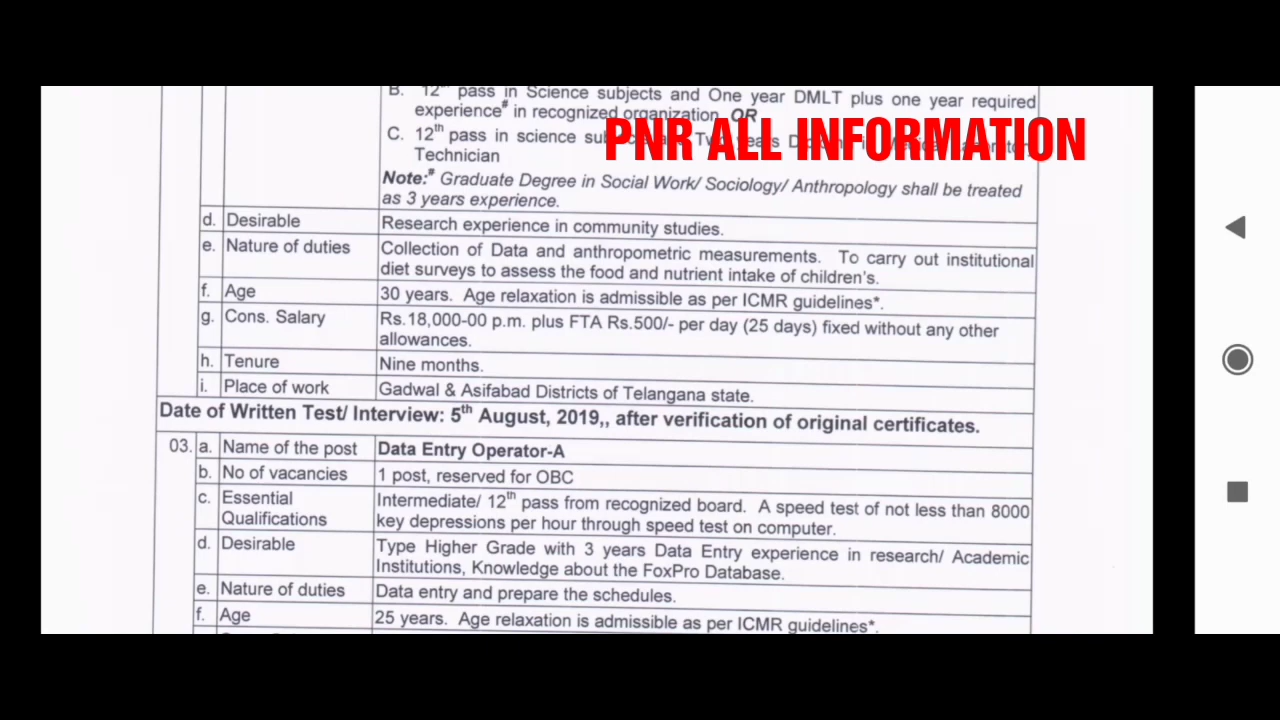 B. 12th pass in Science subjects and One year DMLT plus one year required
experience# in recognized organization OR
PNR ALL INFORMATION
C. 12th pass in science
Technician
Note:# Graduate Degree in Social Work/ Sociology/ Anthropology shall be treated
as 3 years experience.
d. Desirable Research experience in community studies.
e. Nature of duties Collection of Data and anthropometric measurements. To carry out institutional
diet surveys to assess the food and nutrient intake of children's.
f. Age 30 years. Age relaxation is admissible as per ICMR guidelines*.
g. Cons. Salary Rs.18,000-00 p.m. plus FTA Rs.500/- per day (25 days) fixed without any other
allowances.
h. Tenure Nine months.
i. Place of work Gadwal & Asifabad Districts of Telangana state.
Date of Written Test/ Interview: 5th August, 2019,, after verification of original certificates.
03. a. Name of the post Data Entry Operator-A
b. No of vacancies 1 post, reserved for OBC
c. Essential Intermediate/ 12th pass from recognized board. A speed test of not less than 8000
Qualifications key depressions per hour through speed test on computer.
d. Desirable Type Higher Grade with 3 years Data Entry experience in research/ Academic
Institutions, Knowledge about the FoxPro Database.
e. Nature of duties Data entry and prepare the schedules.
f. Age 25 years. Age relaxation is admissible as per ICMR guidelines*.